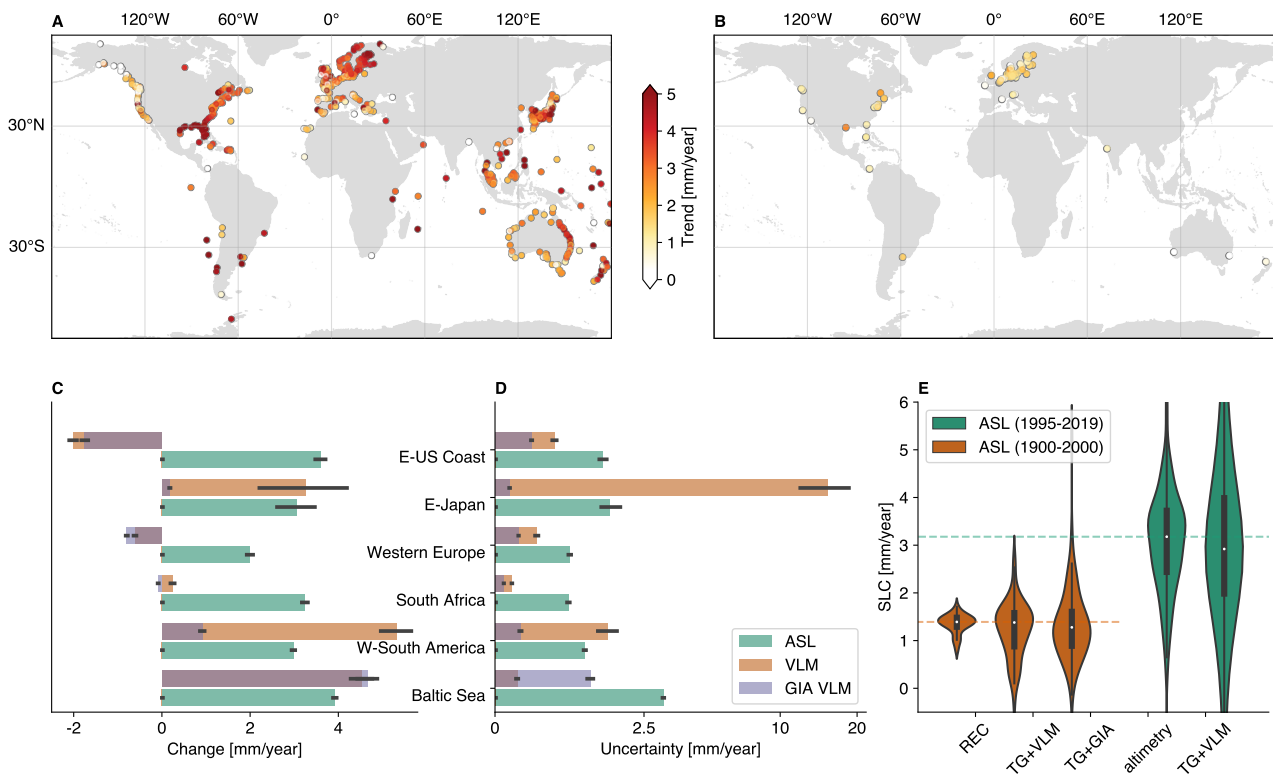 A
120°W 60°W 0° 60°E 120°E
30°N
30°S
5
4
3
2
1
0
Trend [mm/year]
B
120°W 60°W 0° 60°E 120°E
C
-2 0 2 4
Change [mm/year]
D
E-US Coast
E-Japan
Western Europe
South Africa
W-South America
Baltic Sea
ASL
VLM
GIA VLM
0 2.5 10 20
Uncertainty [mm/year]
E
ASL (1995-2019)
ASL (1900-2000)
6
5
4
3
2
1
0
SLC [mm/year]
REC
TG+VLM
TG+GIA
altimetry
TG+VLM